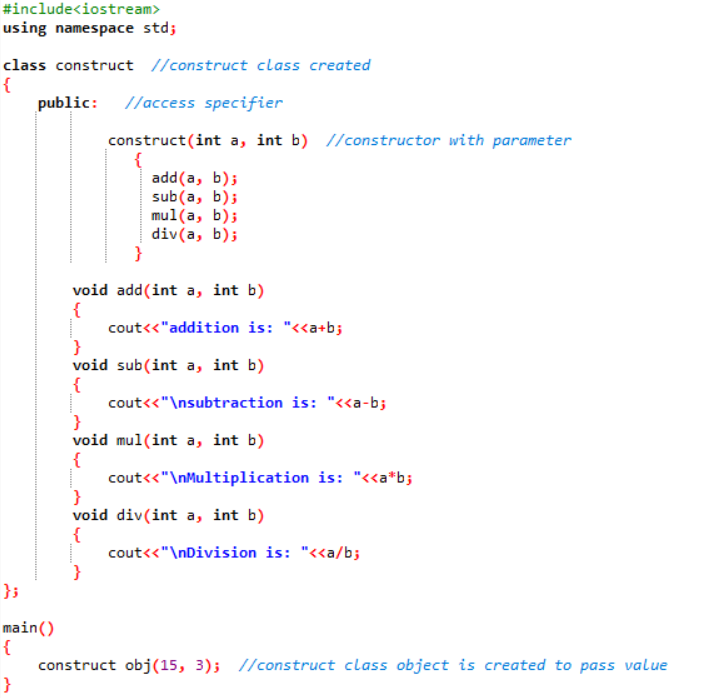 #include<iostream>
using namespace std;
class construct  //construct class created
{
public:   //access specifier
construct(int a, int b)  //constructor with parameter
{
add(a, b);
sub(a, b);
mul(a, b);
div(a, b);
}
void add(int a, int b)
{
cout<<"addition is: "<<a+b;
}
void sub(int a, int b)
{
cout<<"\nsubtraction is: "<<a-b;
}
void mul(int a, int b)
{
cout<<"\nMultiplication is: "<<a*b;
}
void div(int a, int b)
{
cout<<"\nDivision is: "<<a/b;
}
};
main()
{
construct obj(15, 3);  //construct class object is created to pass value
}